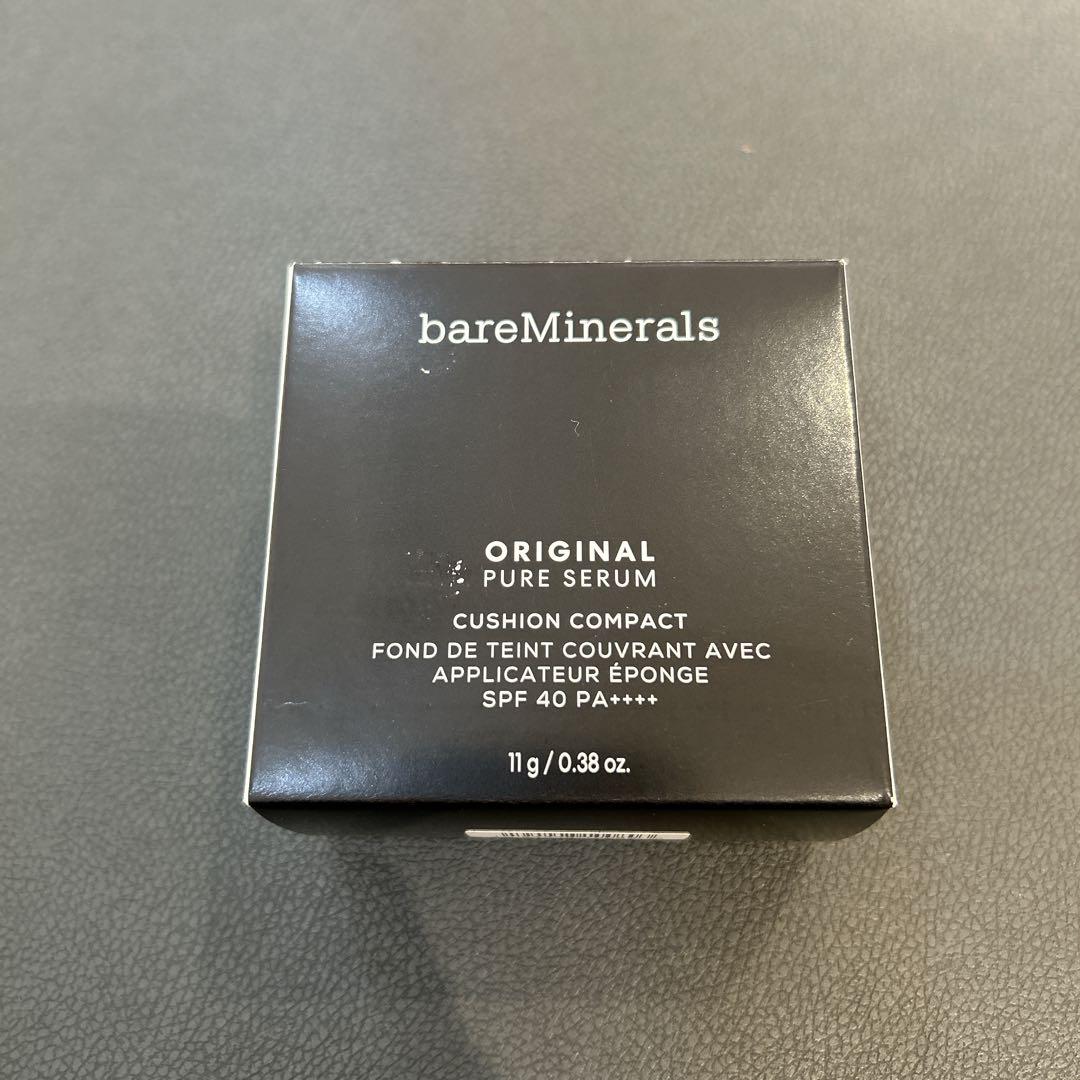 bareMinerals
ORIGINAL
PURE SERUM
CUSHION COMPACT
FOND DE TEINT COUVRANT AVEC
APPLICATEUR ÉPONGE
SPF 40 PA++++
11 g / 0.38 oz.